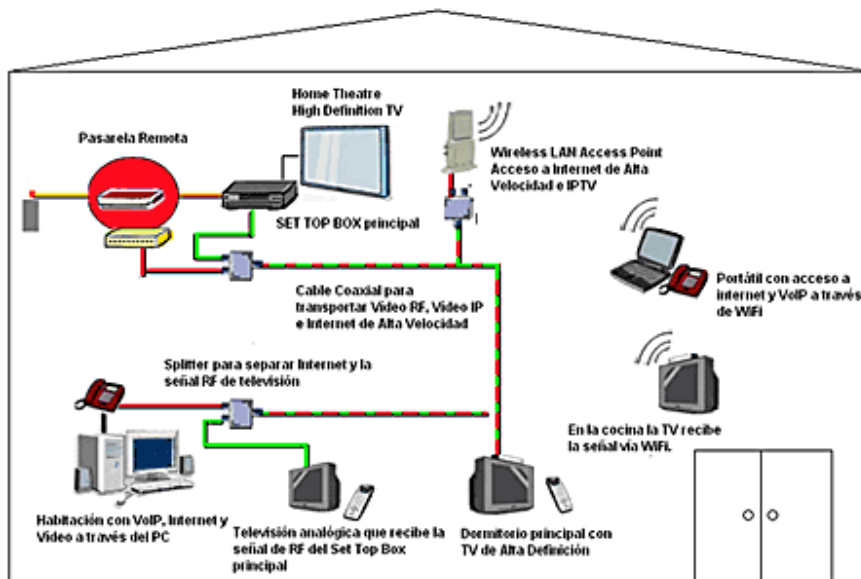 Home Theatre
High Definition TV
Pasarela Remota
Wireless LAN Access Point
Acceso a Internet de Alta
Velocidad e IPTV
SET TOP BOX principal
Cable Coaxial para
transportar Vídeo RF, Vídeo IP
e Internet de Alta Velocidad
Portátil con acceso a
internet y VoIP a través
de WiFi
Splitter para separar Internet y la
señal RF de televisión
En la cocina la TV recibe
la señal vía WiFi.
Habitación con VoIP, Internet y
Video a través del PC
Televisión analógica que recibe la
señal de RF del Set Top Box
principal
Dormitorio principal con
TV de Alta Definición